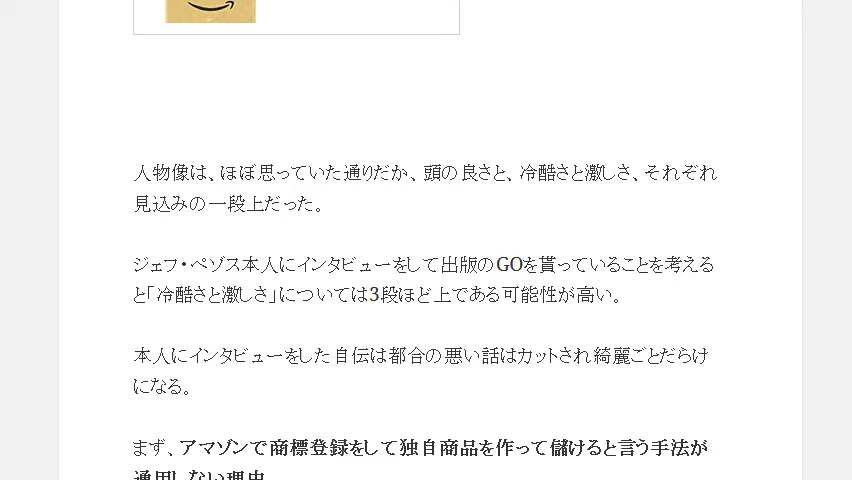 人物像は、ほぼ思っていた通りだか、頭の良さと、冷酷さと激しさ、それぞれ
見込みの一段上だった。
ジェフ・ベゾス本人にインタビューをして出版のGOを貰っていることを考える
と「冷酷さと激しさ」については3段ほど上である可能性が高い。
本人にインタビューをした自伝は都合の悪い話はカットされ綺麗ごとだらけ
になる。
まず、アマゾンで商標登録をして独自商品を作って儲けると言う手法が
通用しない理由